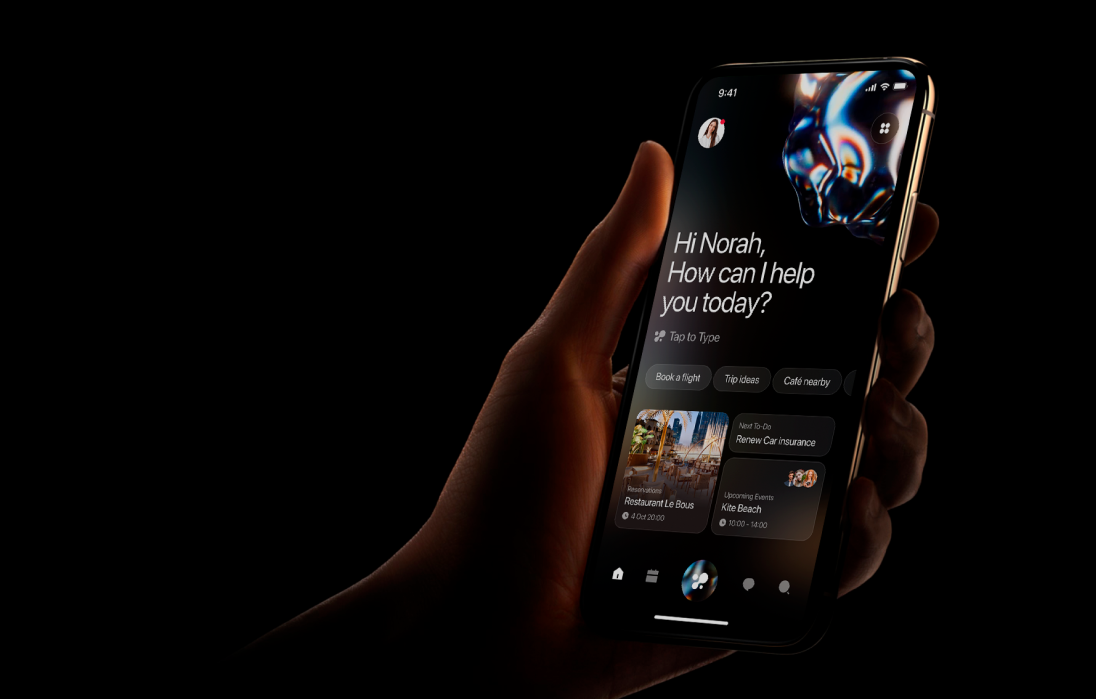 9:41
Hi Norah,
How can I help
you today?
Tap to Type
Book a flight
Trip ideas
Café nearby
Reservations
Restaurant Le Bous
4 Oct 20:00
Next To-Do
Renew Car insurance
Upcoming Events
Kite Beach
10:00 - 14:00